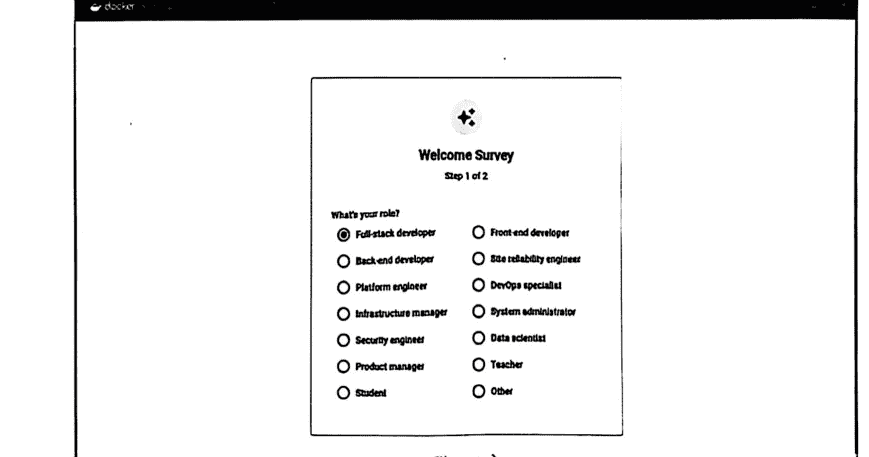 docker
Welcome Survey
Step 1 of 2
What's your role?
Full-stack developer
Front-end developer
Back-end developer
Site reliability engineer
Platform engineer
DevOps specialist
Infrastructure manager
System administrator
Security engineer
Data scientist
Product manager
Teacher
Student
Other